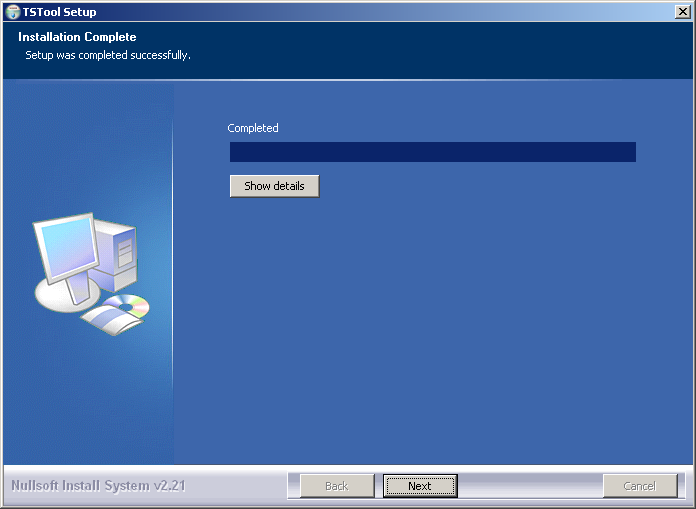 TSTool Setup
Installation Complete
Setup was completed successfully.
Completed
Show details
Nullsoft Install System v2.21
Back
Next
Cancel